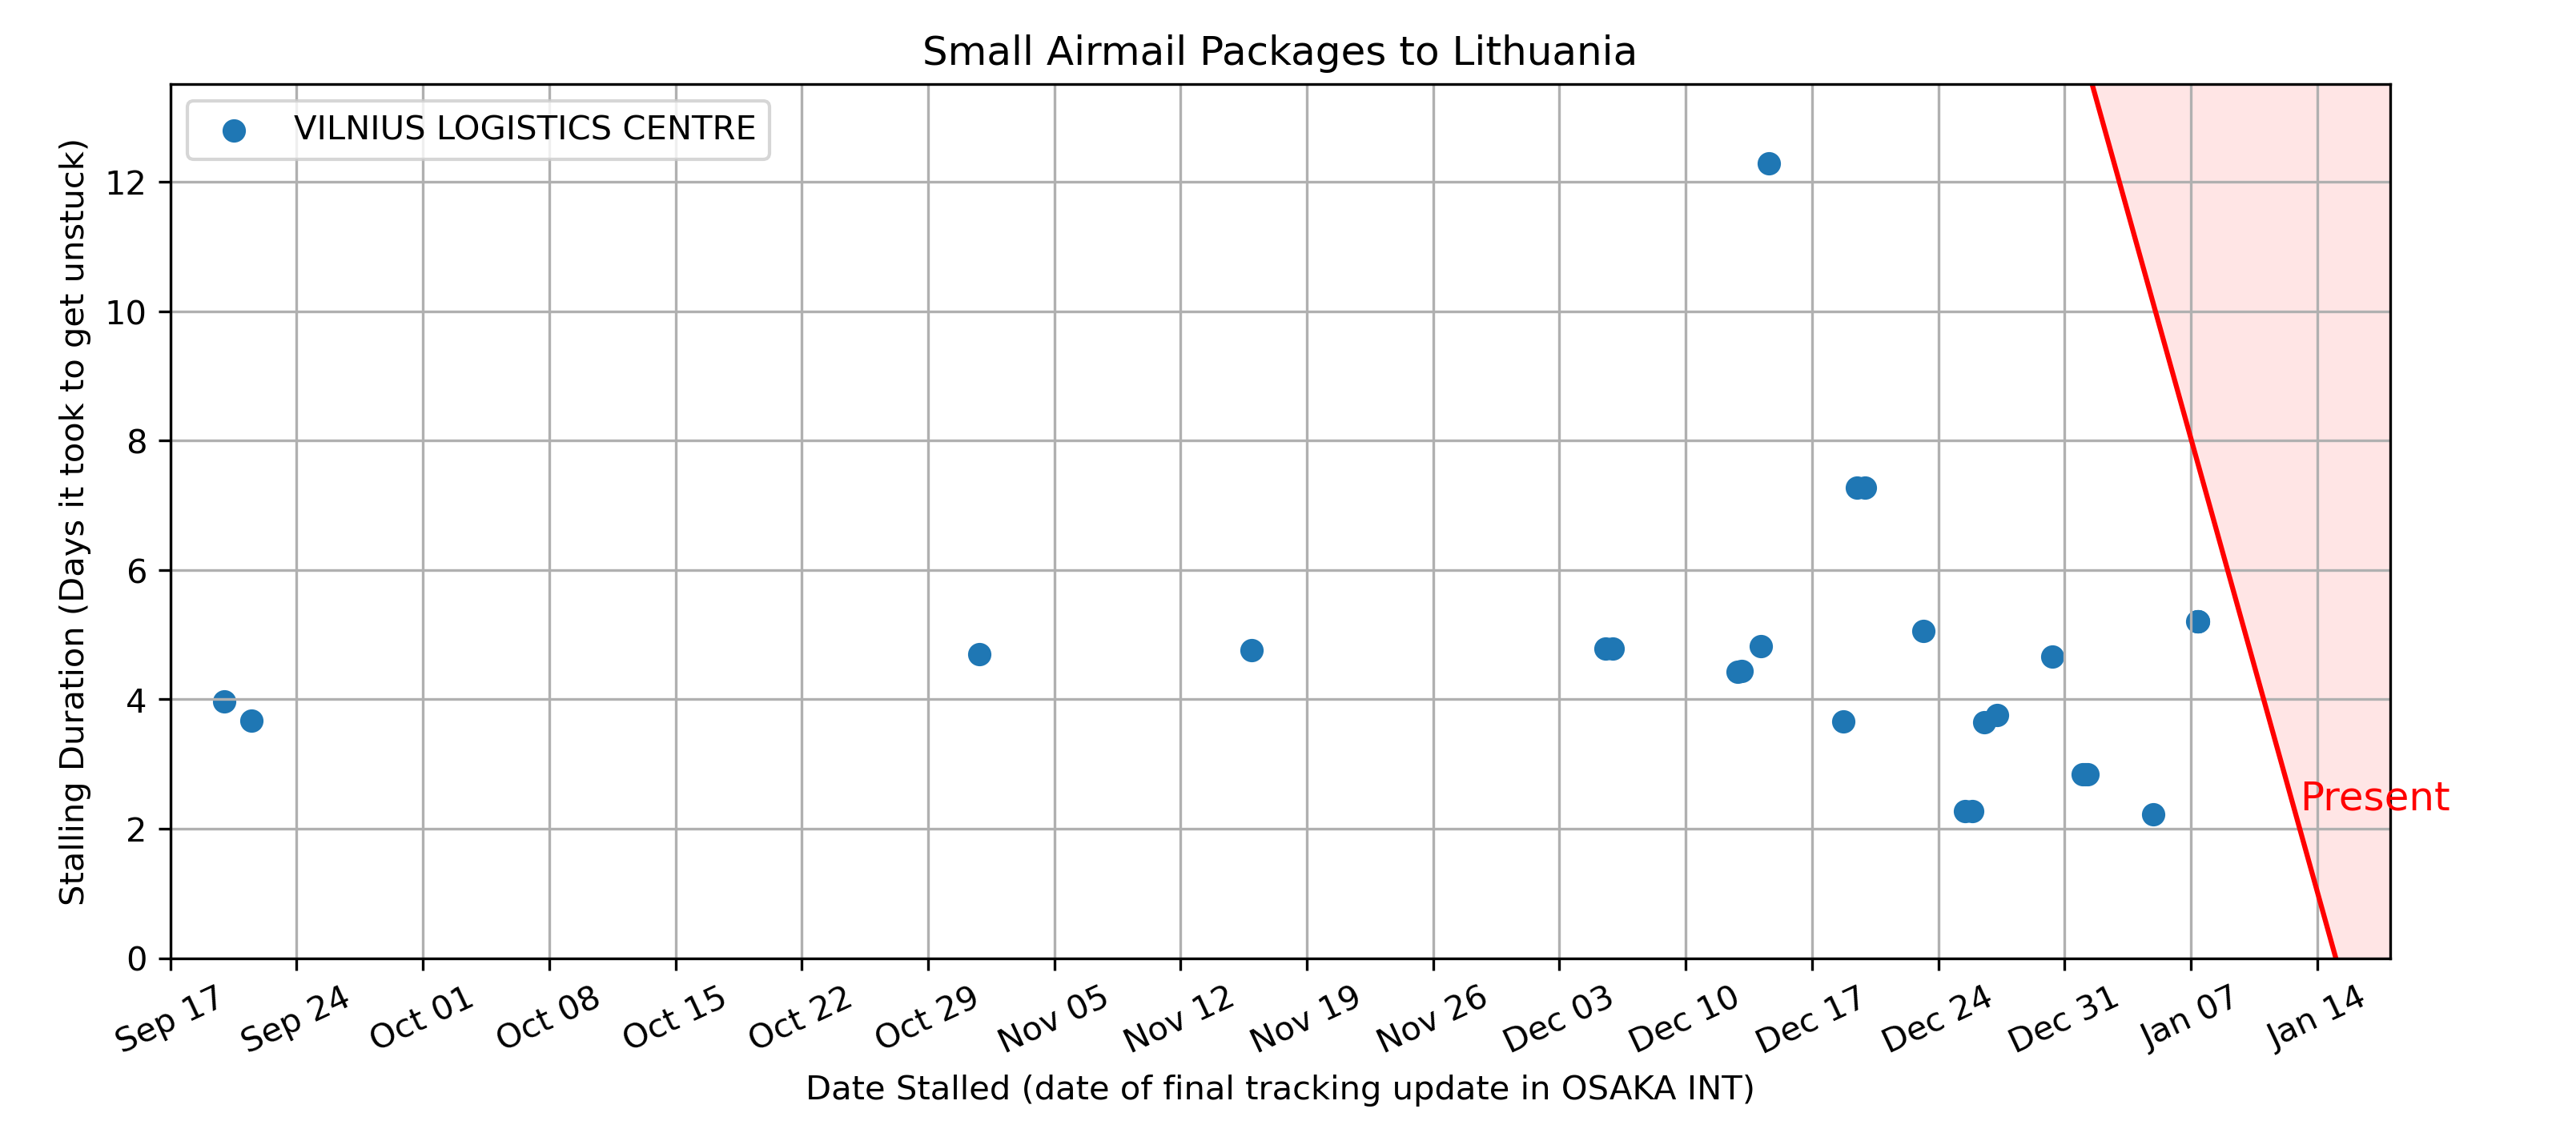 Small Airmail Packages to Lithuania
VILNIUS LOGISTICS CENTRE
Stalling Duration (Days it took to get unstuck)
12
10
8
6
4
2
0
Present
Sep 17 Sep 24 Oct 01 Oct 08 Oct 15 Oct 22 Oct 29 Nov 05 Nov 12 Nov 19 Nov 26 Dec 03 Dec 10 Dec 17 Dec 24 Dec 31 Jan 07 Jan 14
Date Stalled (date of final tracking update in OSAKA INT)